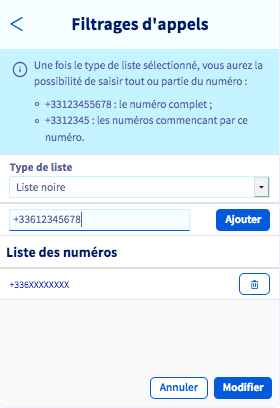 Filtrages d'appels
Une fois le type de liste sélectionné, vous aurez la
possibilité de saisir tout ou partie du numéro :
+33123455678 : le numéro complet ;
+3312345 : les numéros commencant par ce
numéro.
Type de liste
Liste noire
+33612345678
Ajouter
Liste des numéros
+336XXXXXXXX
Annuler
Modifier